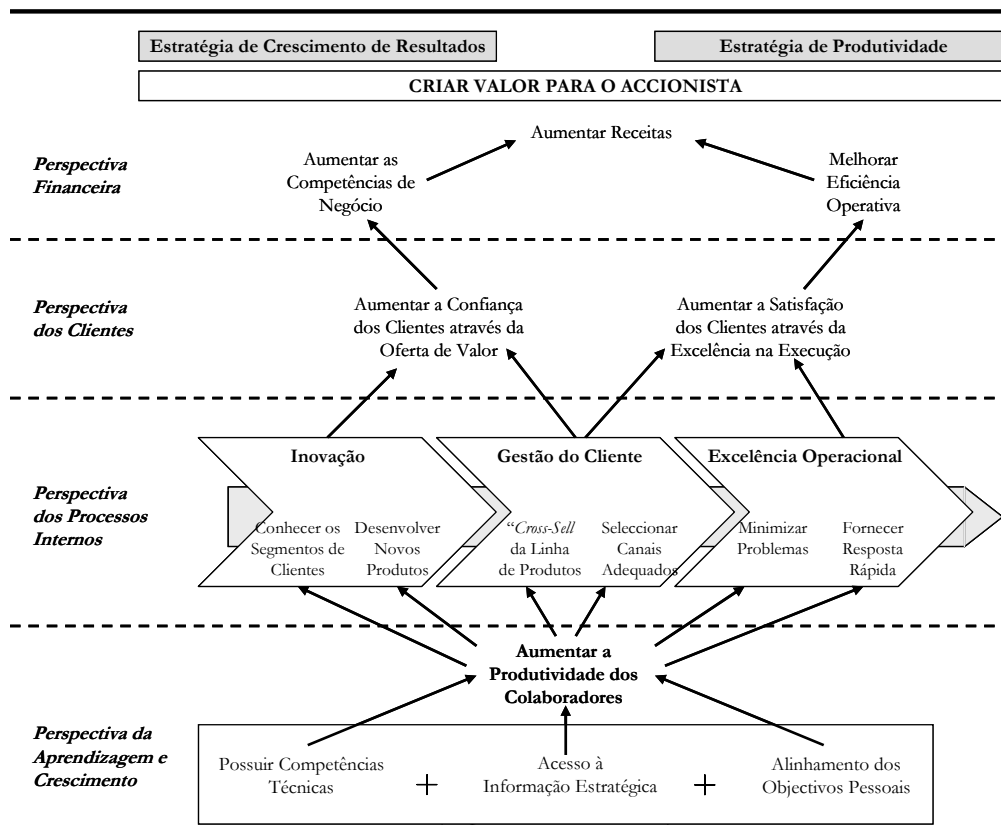 Estratégia de Crescimento de Resultados
Estratégia de Produtividade
CRIAR VALOR PARA O ACCIONISTA
Perspectiva
Financeira
Aumentar Receitas
Aumentar as
Competências de
Negócio
Melhorar
Eficiência
Operativa
Perspectiva
dos Clientes
Aumentar a Confiança
dos Clientes através da
Oferta de Valor
Aumentar a Satisfação
dos Clientes através da
Excelência na Execução
Perspectiva
dos Processos
Internos
Inovação
Conhecer os
Segmentos de
Clientes
Desenvolver
Novos
Produtos
Gestão do Cliente
“Cross-Sell
da Linha
de Produtos
Seleccionar
Canais
Adequados
Excelência Operacional
Minimizar
Problemas
Fornecer
Resposta
Rápida
Perspectiva da
Aprendizagem e
Crescimento
Aumentar a
Produtividade dos
Colaboradores
Possuir Competências
Técnicas
+
Acesso à
Informação Estratégica
+
Alinhamento dos
Objectivos Pessoais